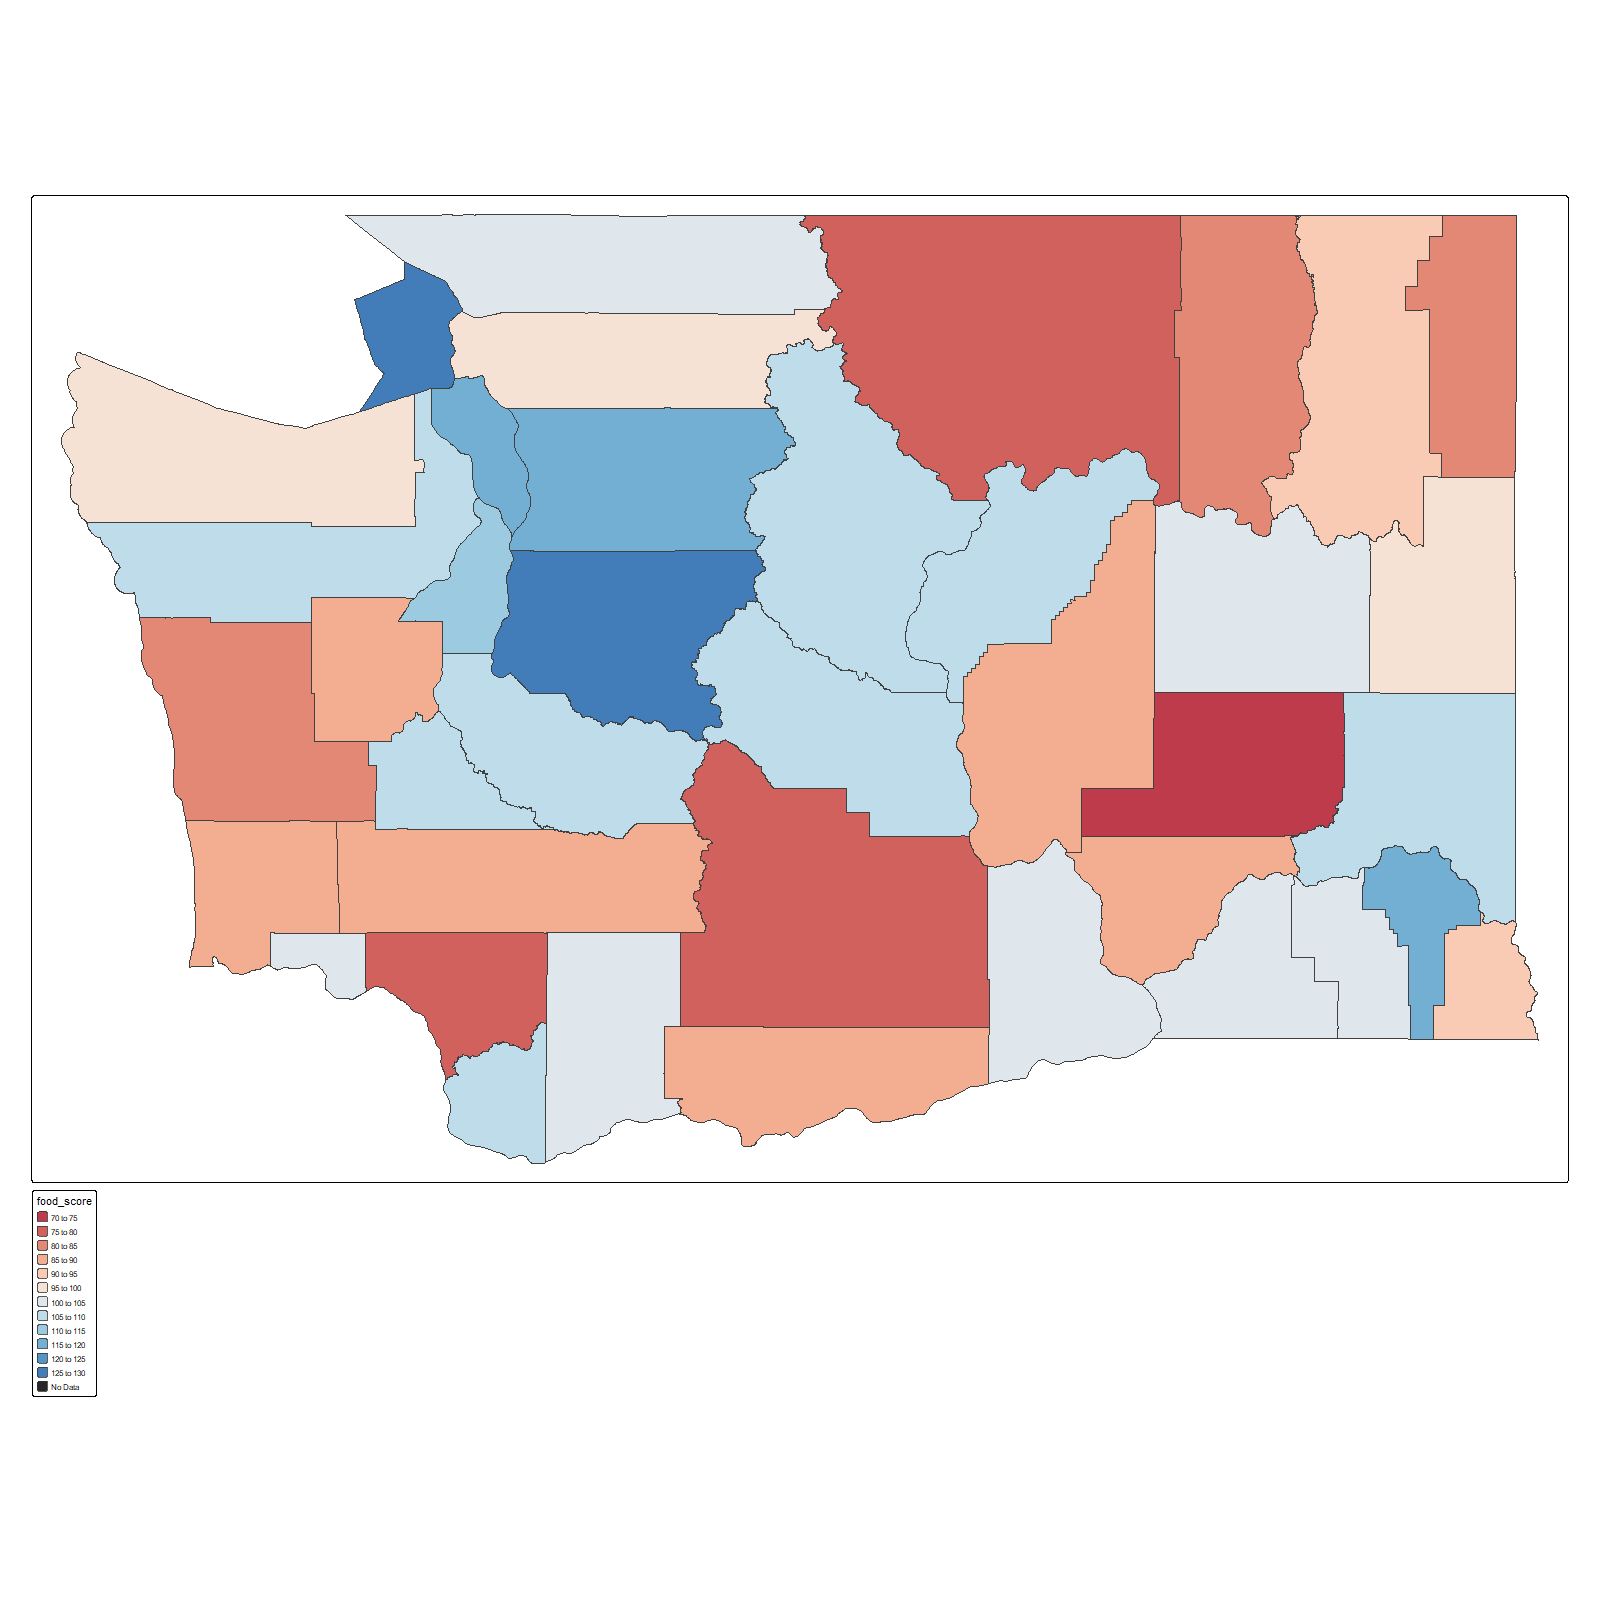 food_score
70 to 75
75 to 80
80 to 85
85 to 90
90 to 95
95 to 100
100 to 105
105 to 110
110 to 115
115 to 120
120 to 125
125 to 130
No Data